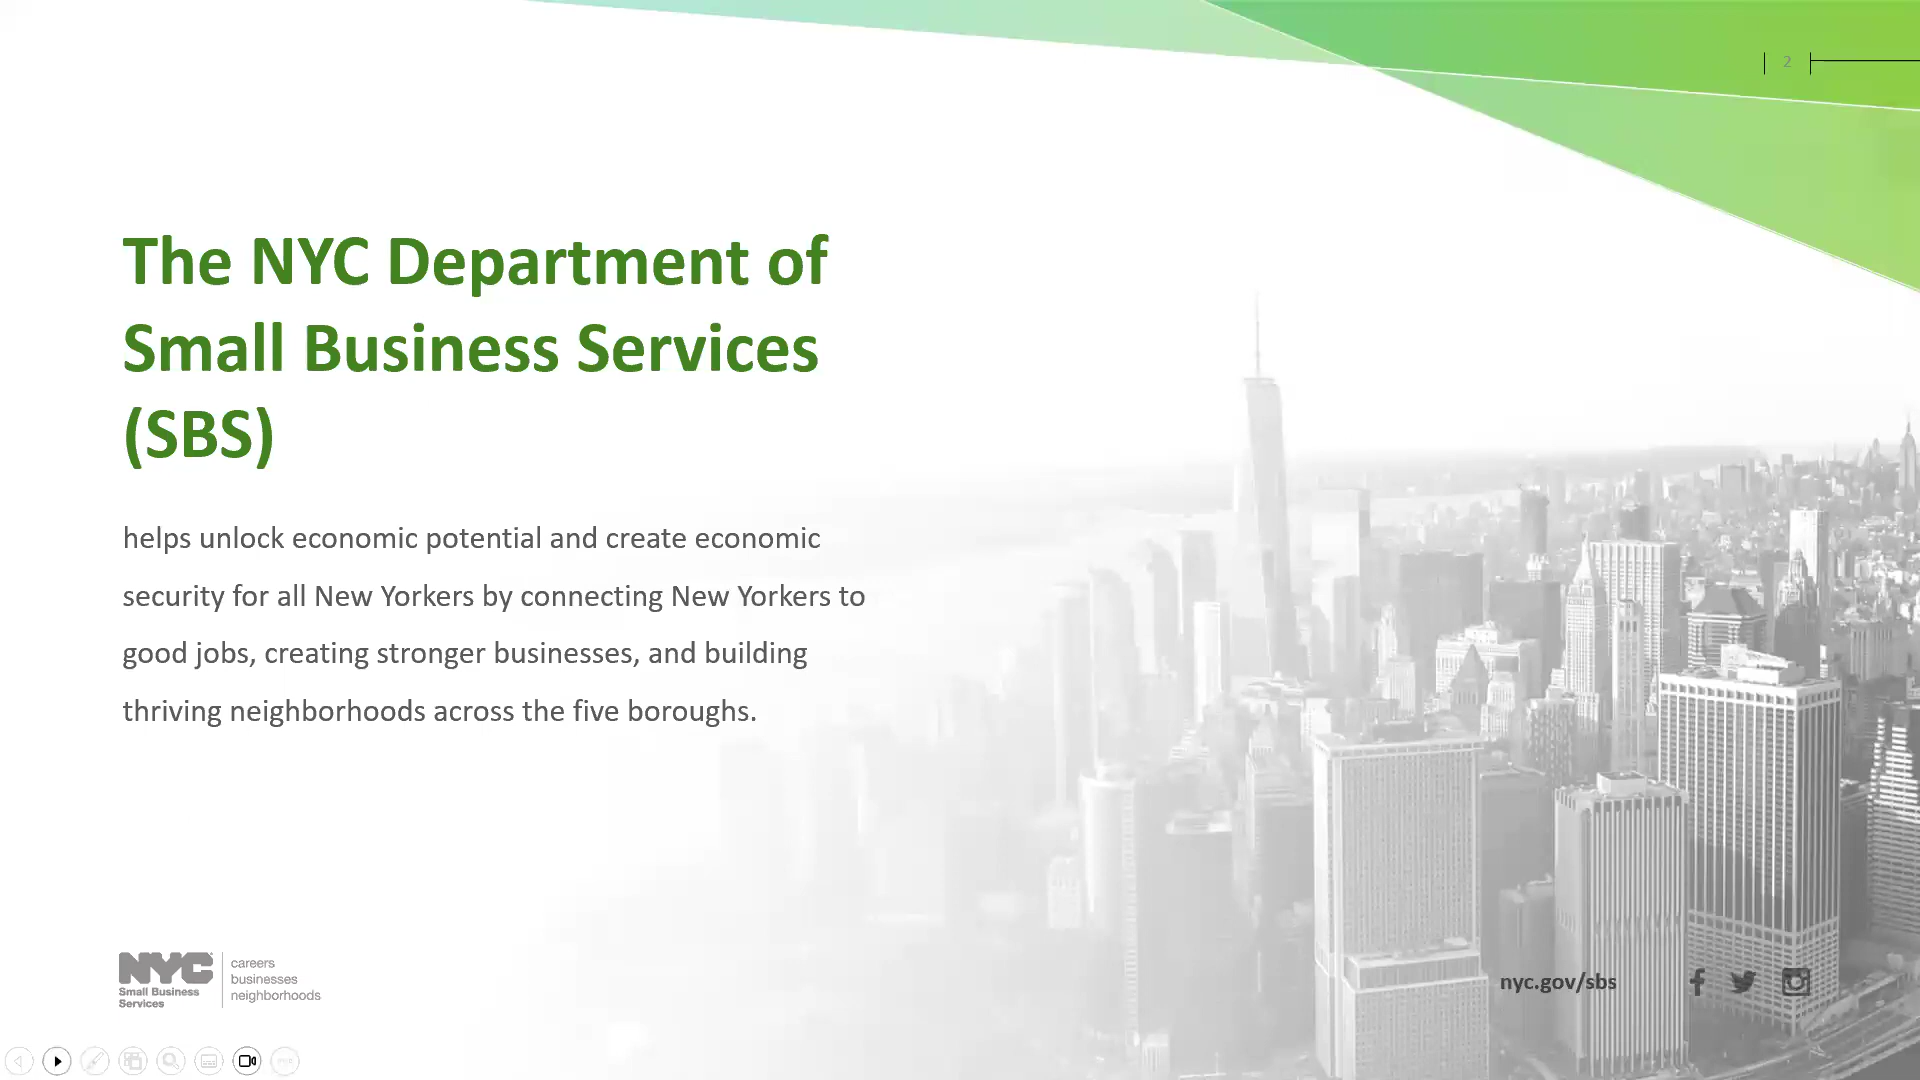 2
The NYC Department of
Small Business Services
(SBS)
helps unlock economic potential and create economic
security for all New Yorkers by connecting New Yorkers to
good jobs, creating stronger businesses, and building
thriving neighborhoods across the five boroughs.
NYC
Small Business
Services
careers
businesses
neighborhoods
nyc.gov/sbs